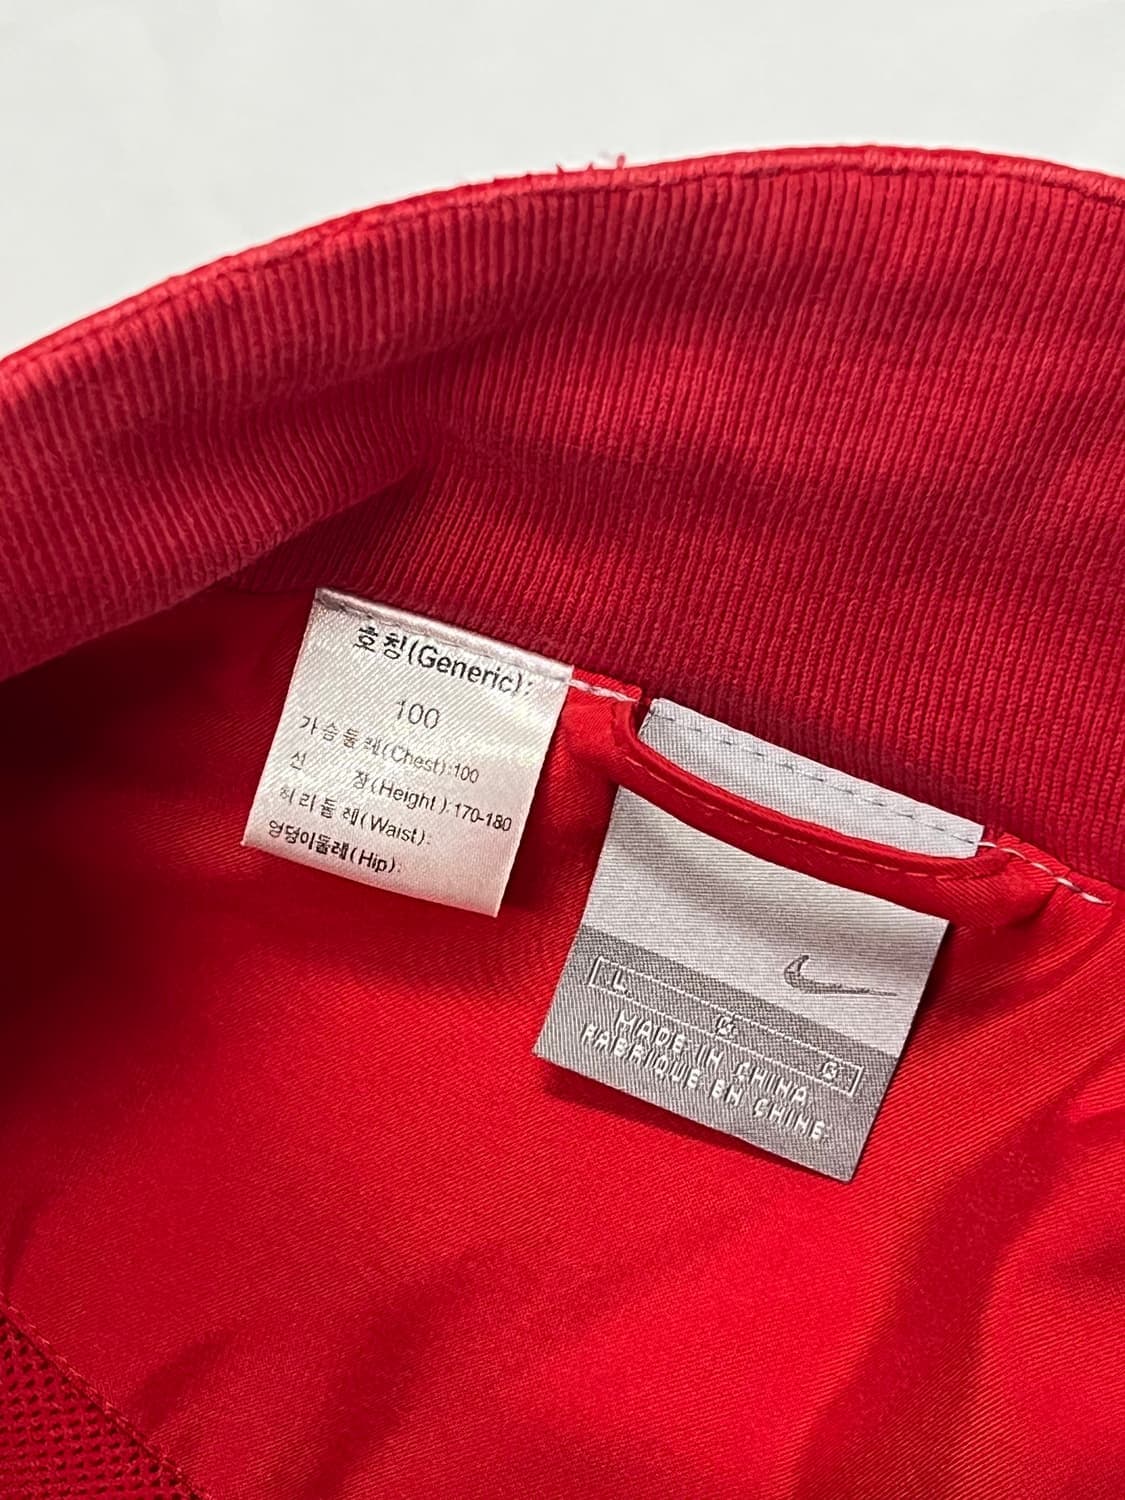 호칭(Generic):
100
가슴둘레(Chest):100
신 장(Height):170-180
허리둘레(Waist):
엉덩이둘레(Hip):
L
G
G
MADE IN CHINA
FABRIQUE EN CHINE